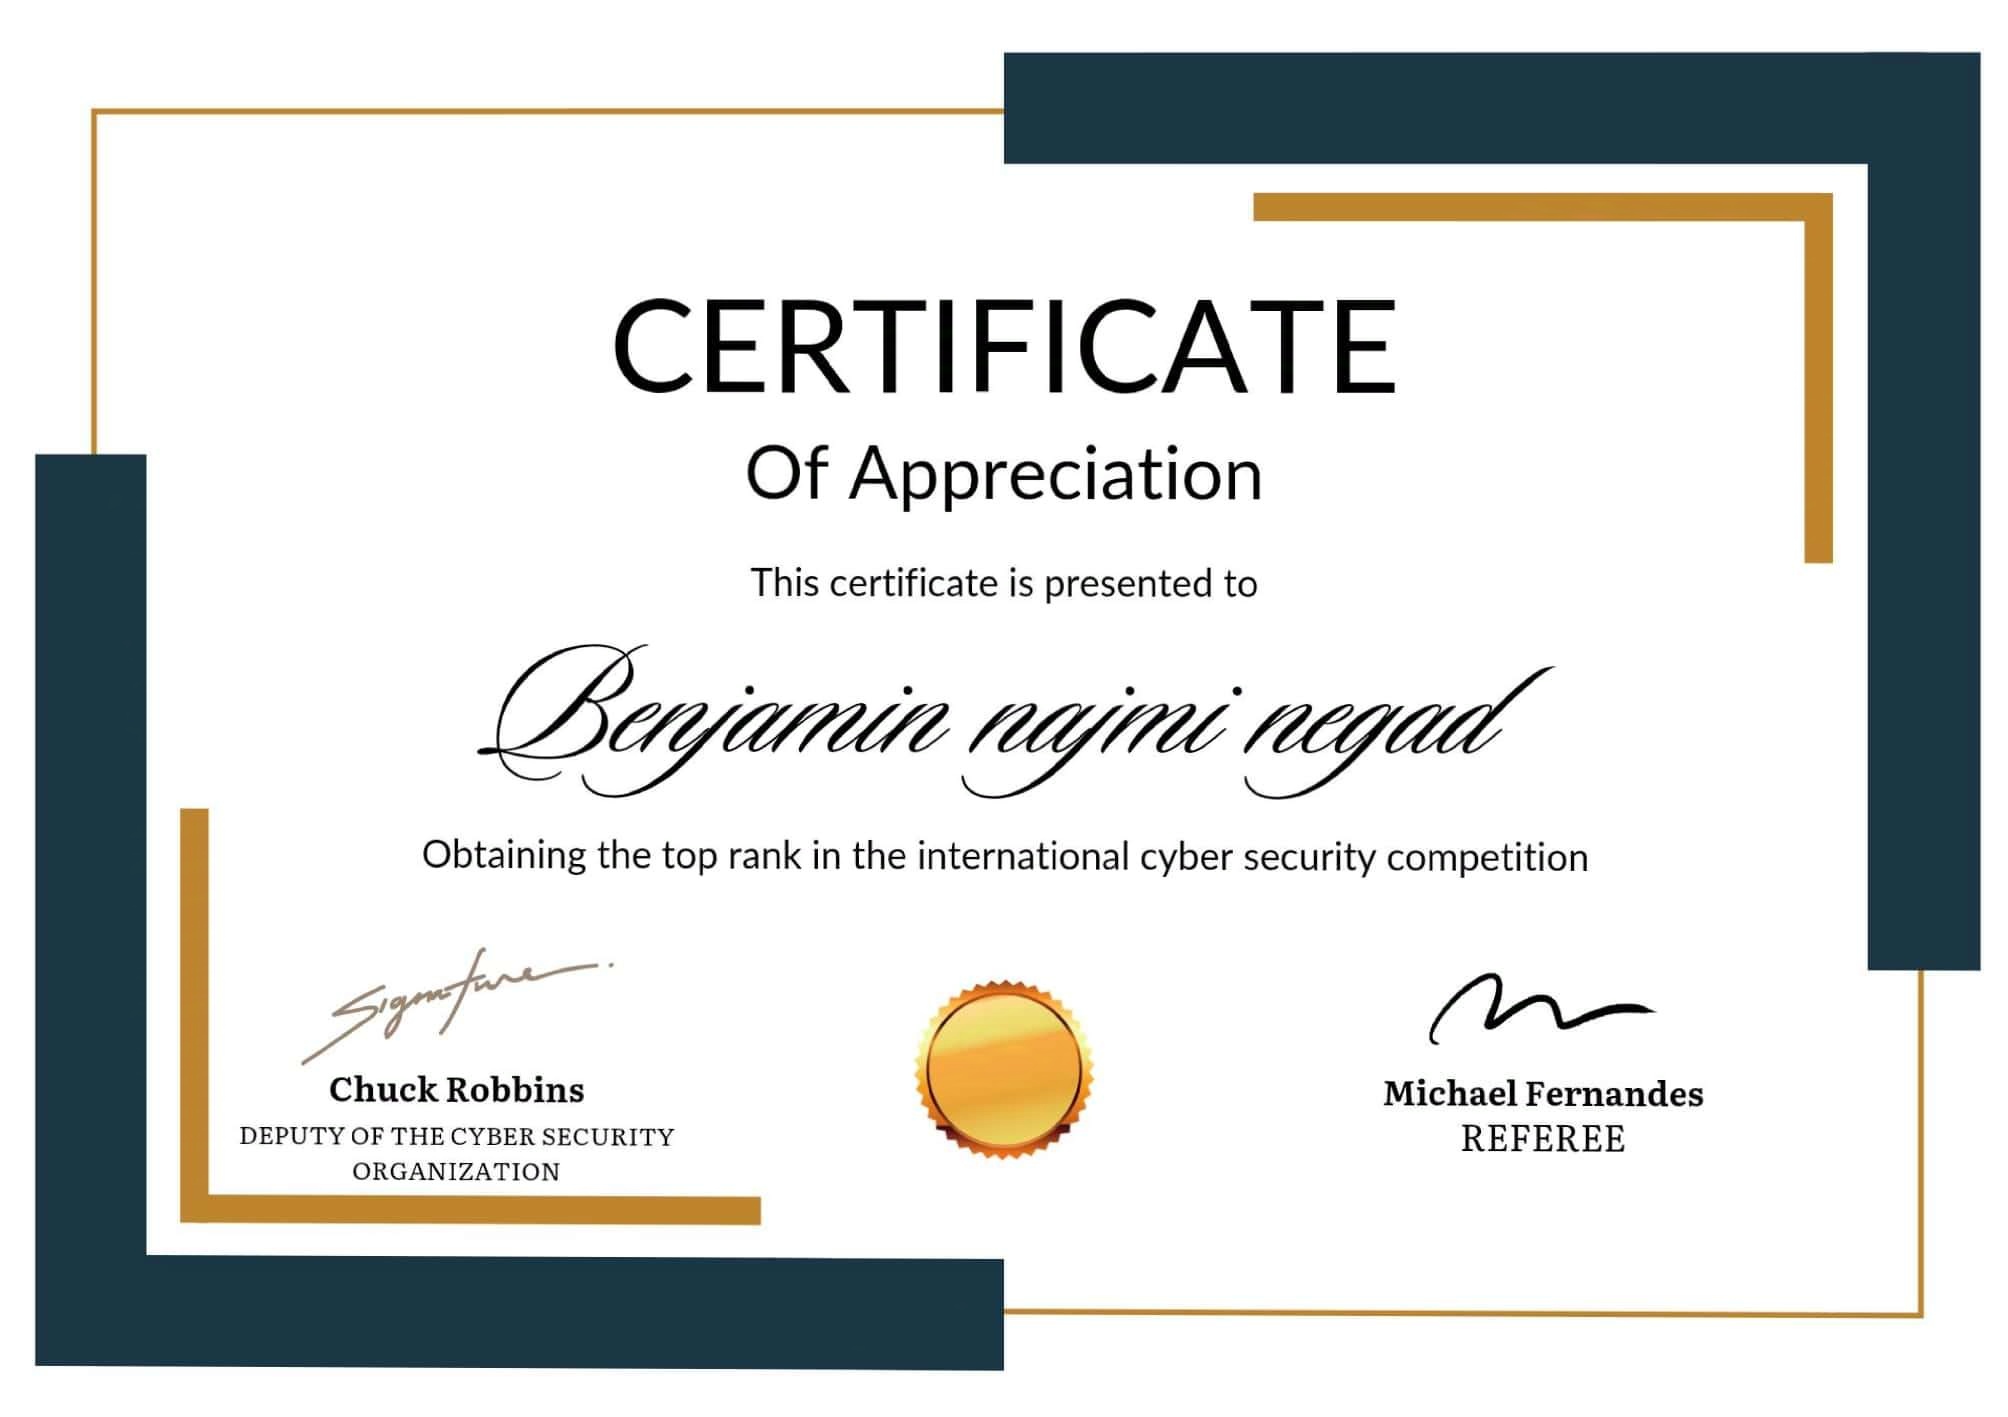 CERTIFICATE
Of Appreciation
This certificate is presented to
Benjamin najmi negad
Obtaining the top rank in the international cyber security competition
Signature
Chuck Robbins
DEPUTY OF THE CYBER SECURITY
ORGANIZATION
Michael Fernandes
REFEREE